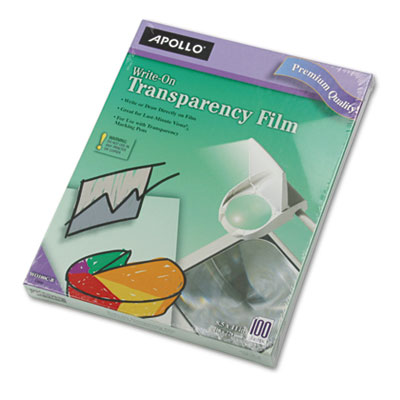 APOLLO®
Premium Quality!
Write-On
Transparency Film
• Write or Draw Directly on Film
• Great for Last-Minute Views!
• For Use with Transparency
Marking Pens
WARNING:
100